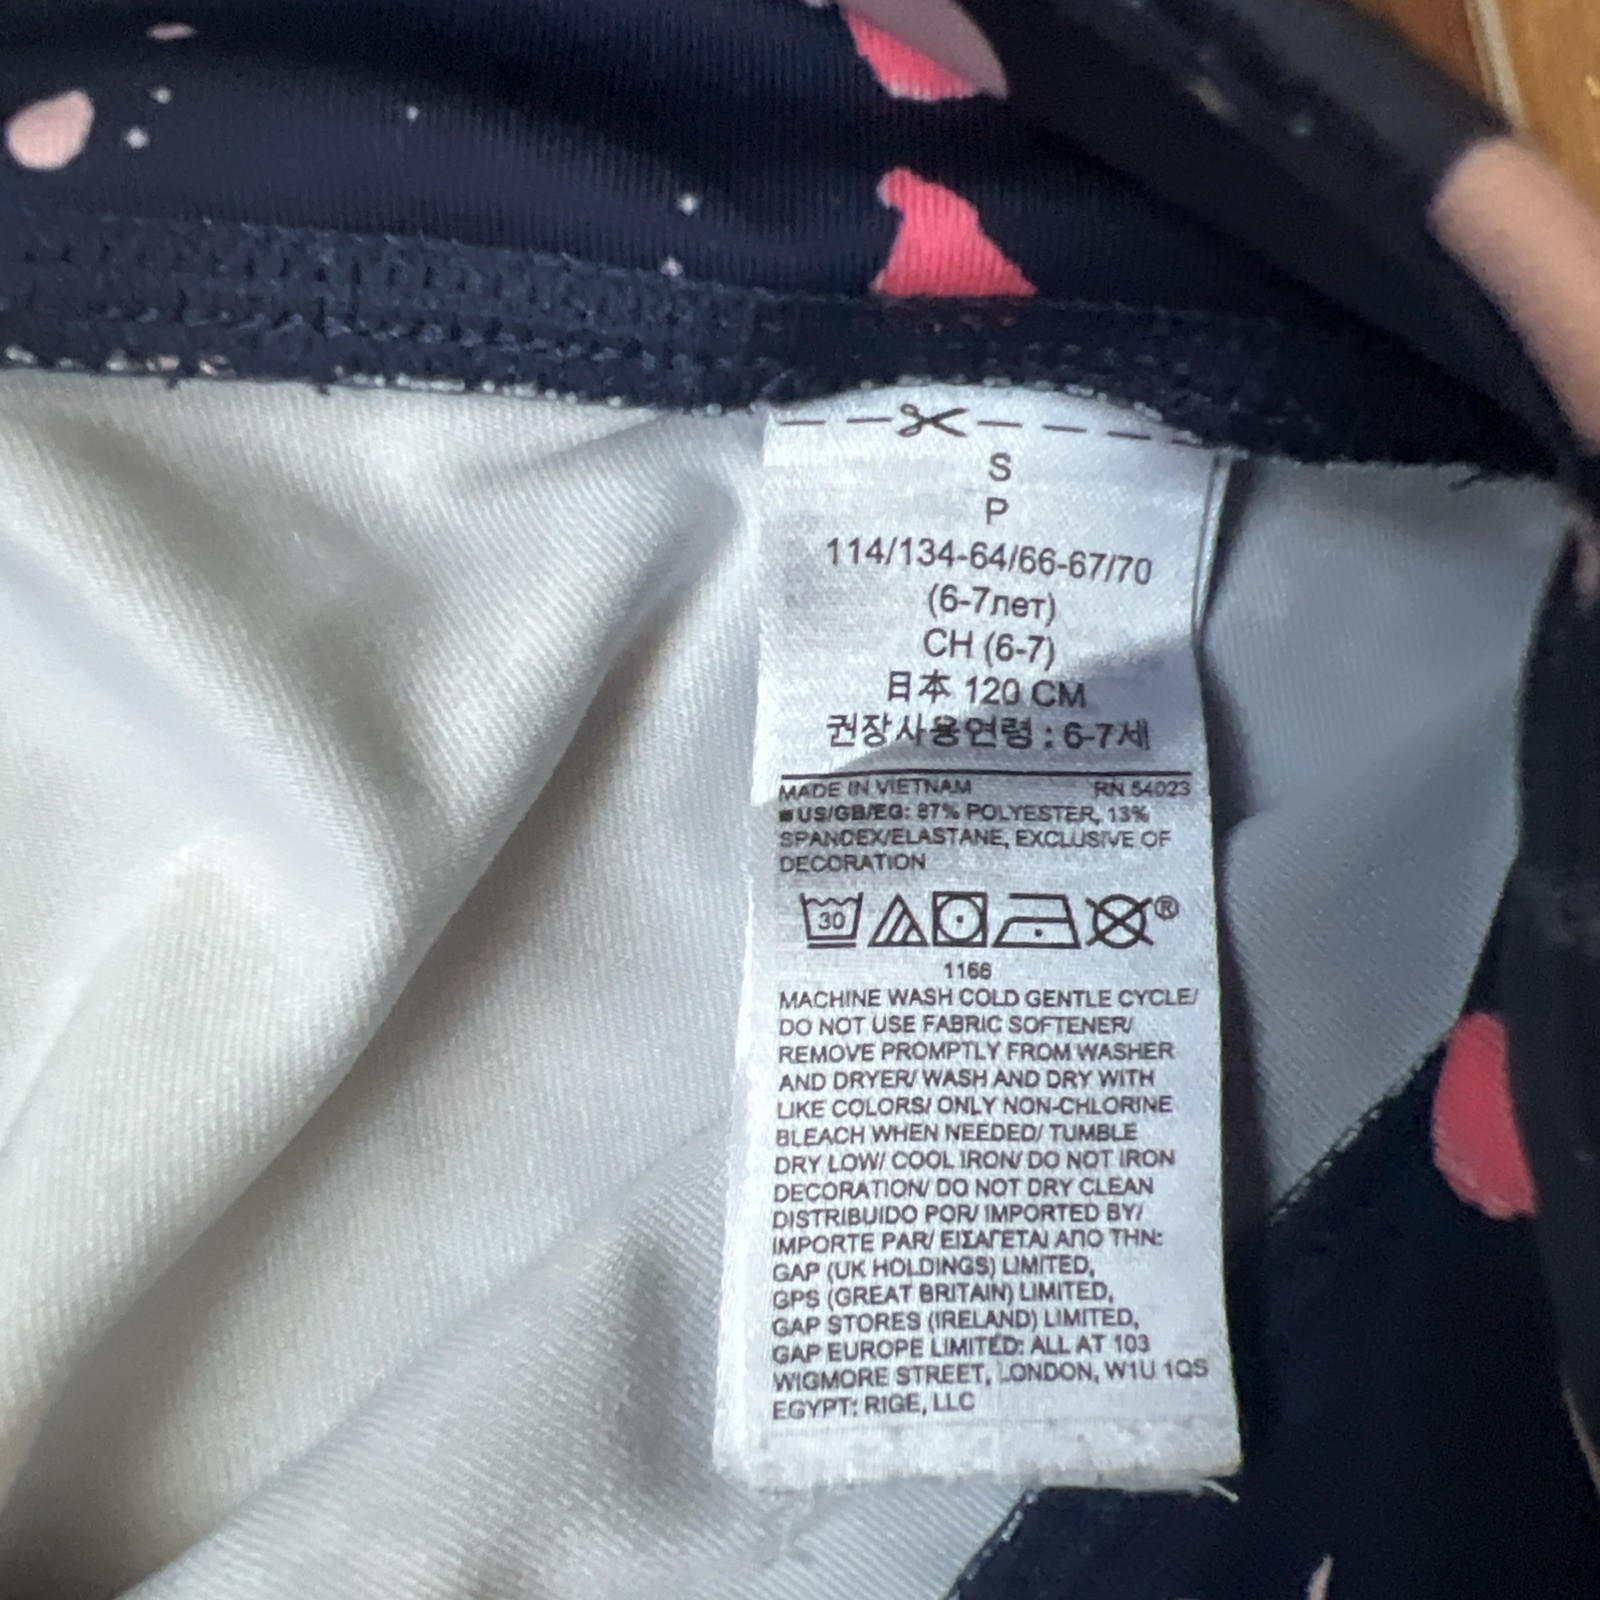 S
P
114/134-64/66-67/70
(6-7лет)
CH (6-7)
日本 120 CM
권장사용연령 : 6-7세
MADE IN VIETNAM RN 54023
US/GB/EG: 87% POLYESTER, 13%
SPANDEX/ELASTANE, EXCLUSIVE OF
DECORATION
30 ®
1166
MACHINE WASH COLD GENTLE CYCLE/
DO NOT USE FABRIC SOFTENER/
REMOVE PROMPTLY FROM WASHER
AND DRYER/ WASH AND DRY WITH
LIKE COLORS/ ONLY NON-CHLORINE
BLEACH WHEN NEEDED/ TUMBLE
DRY LOW/ COOL IRON/ DO NOT IRON
DECORATION/ DO NOT DRY CLEAN
DISTRIBUIDO POR/ IMPORTED BY/
IMPORTE PAR/ ΕΙΣΑΓΕΤΑΙ ΑΠΟ ΤΗΝ:
GAP (UK HOLDINGS) LIMITED,
GPS (GREAT BRITAIN) LIMITED,
GAP STORES (IRELAND) LIMITED,
GAP EUROPE LIMITED: ALL AT 103
WIGMORE STREET, LONDON, W1U 1QS
EGYPT: RIGE, LLC